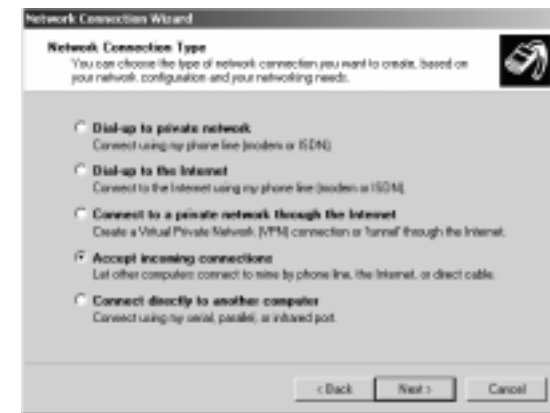 Network Connection Wizard
Network Connection Type
You can choose the type of network connection you want to create, based on
your network configuration and your networking needs.
Dial-up to private network
Connect using my phone line (modem or ISDN).
Dial-up to the Internet
Connect to the Internet using my phone line (modem or ISDN).
Connect to a private network through the Internet
Create a Virtual Private Network (VPN) connection or 'tunnel' through the Internet.
Accept incoming connections
Let other computers connect to mine by phone line, the Internet, or direct cable.
Connect directly to another computer
Connect using my serial, parallel, or infrared port.
< Back
Next >
Cancel